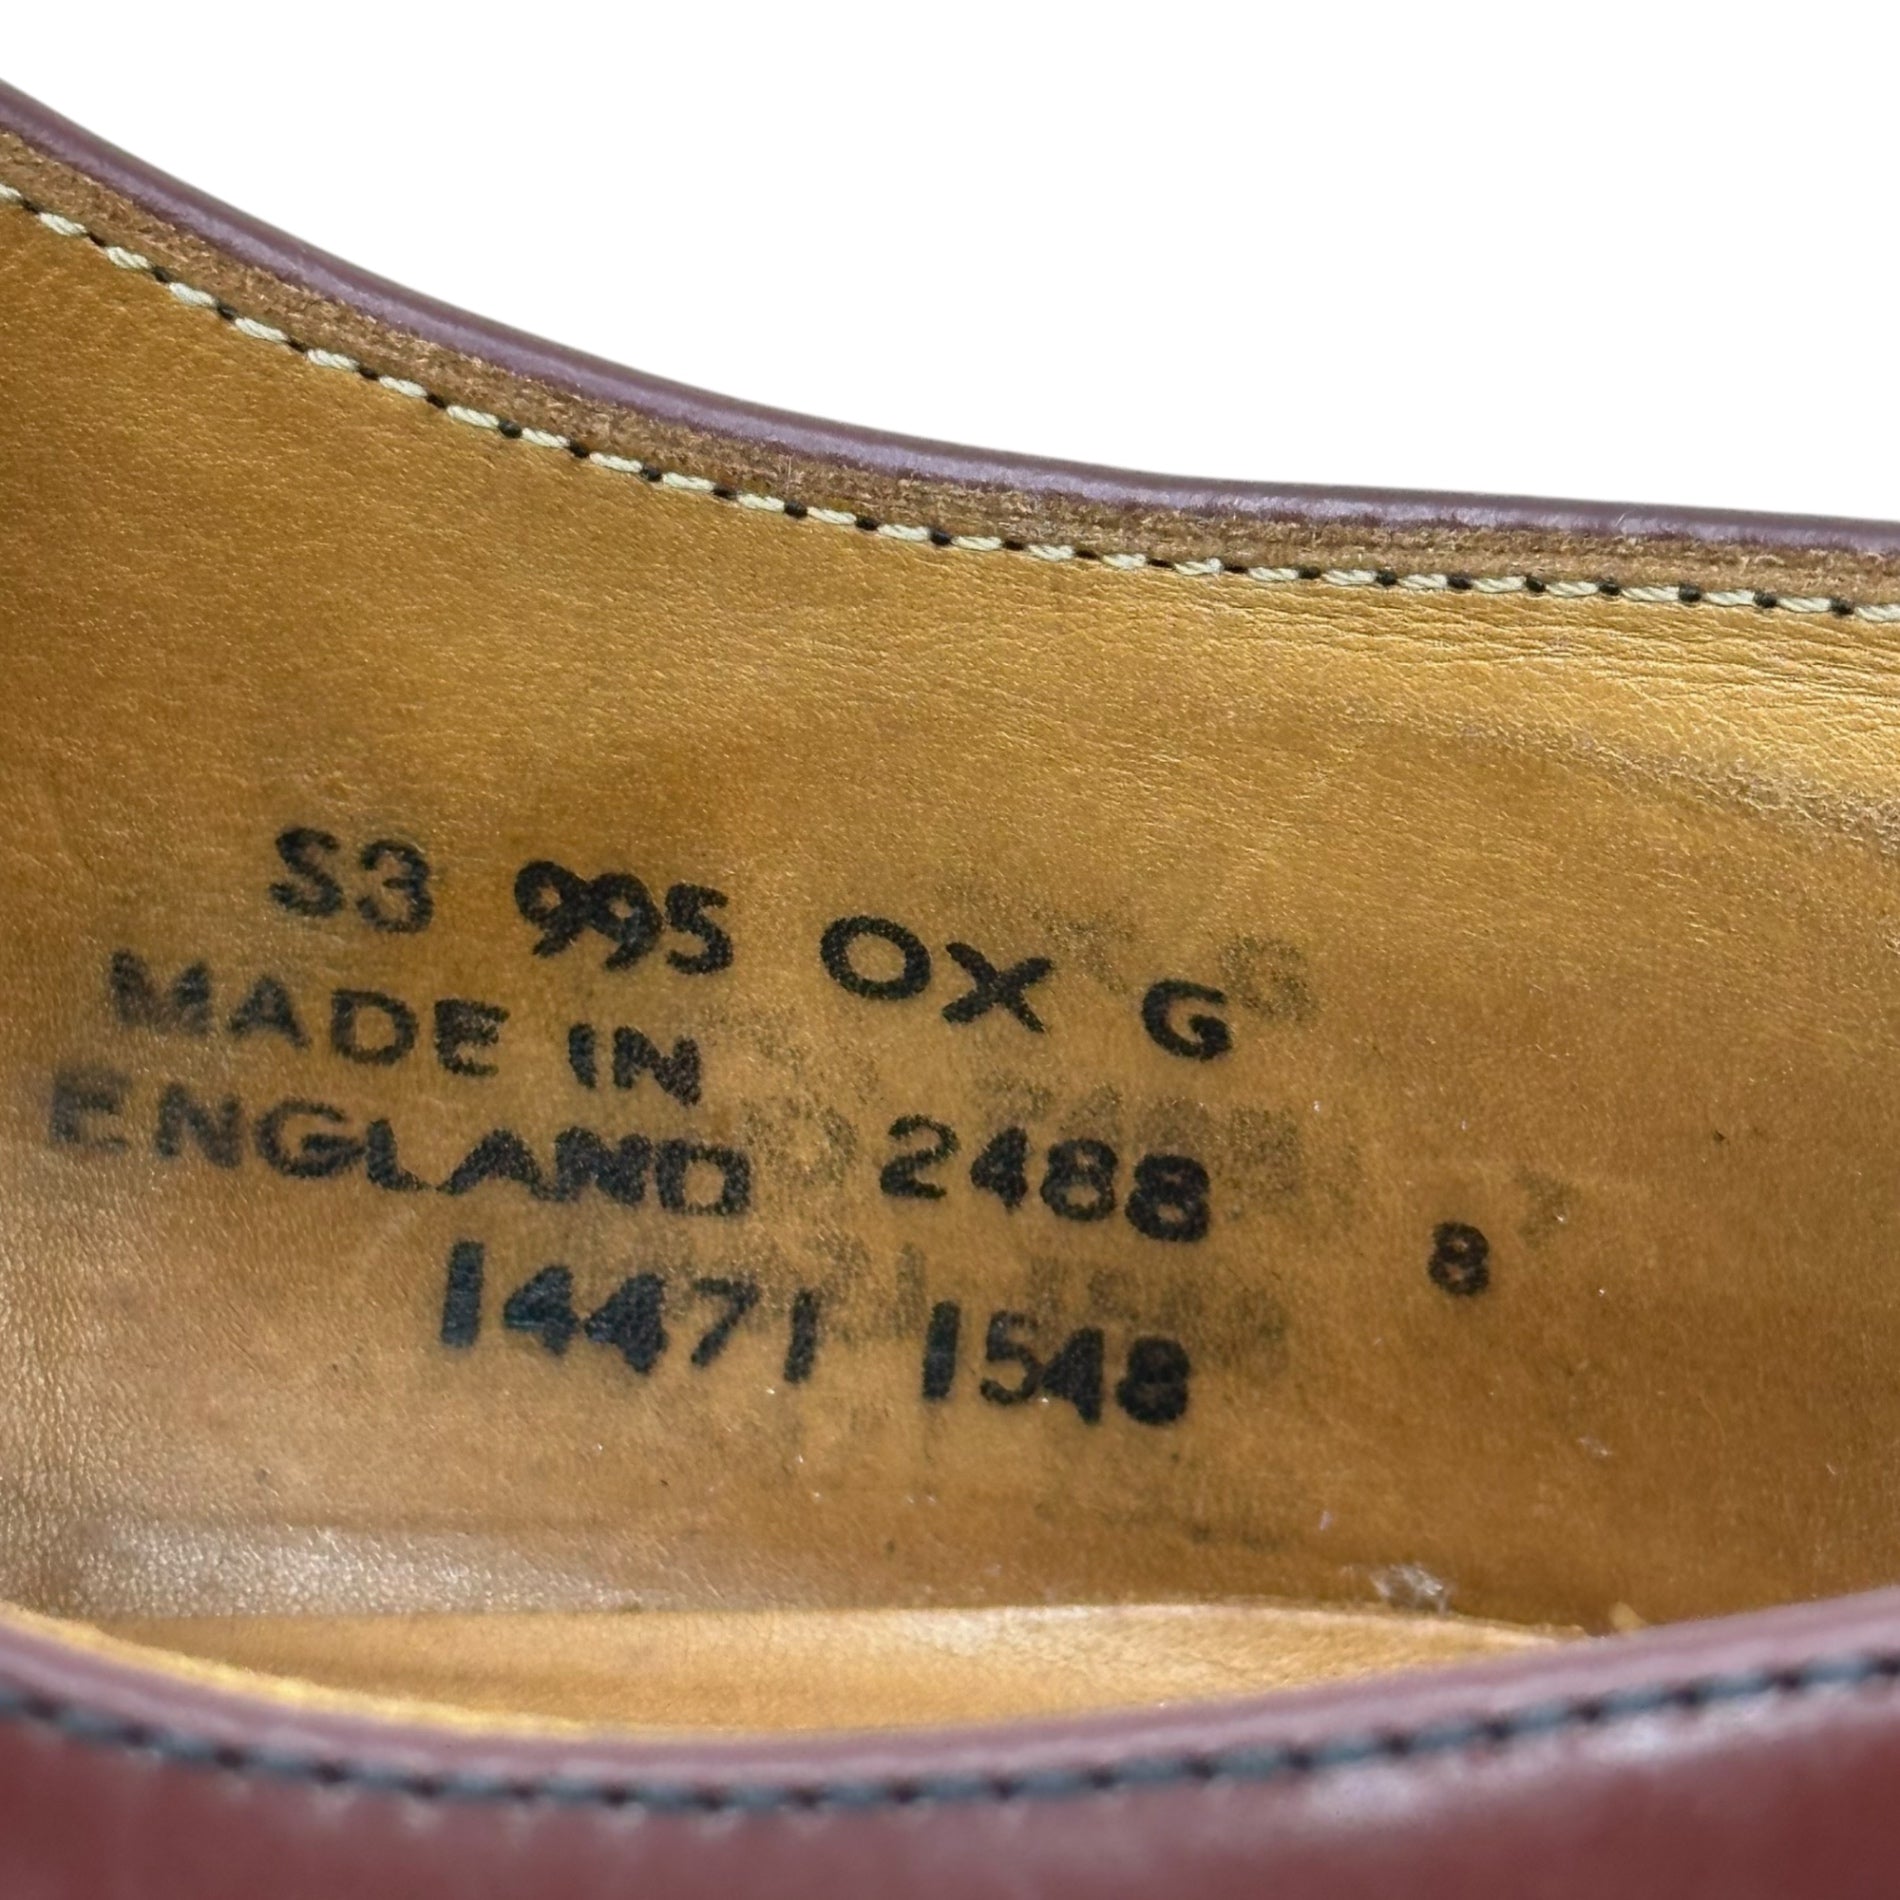 S3 995 OX G
MADE IN
ENGLAND 2488 8
14471 1548